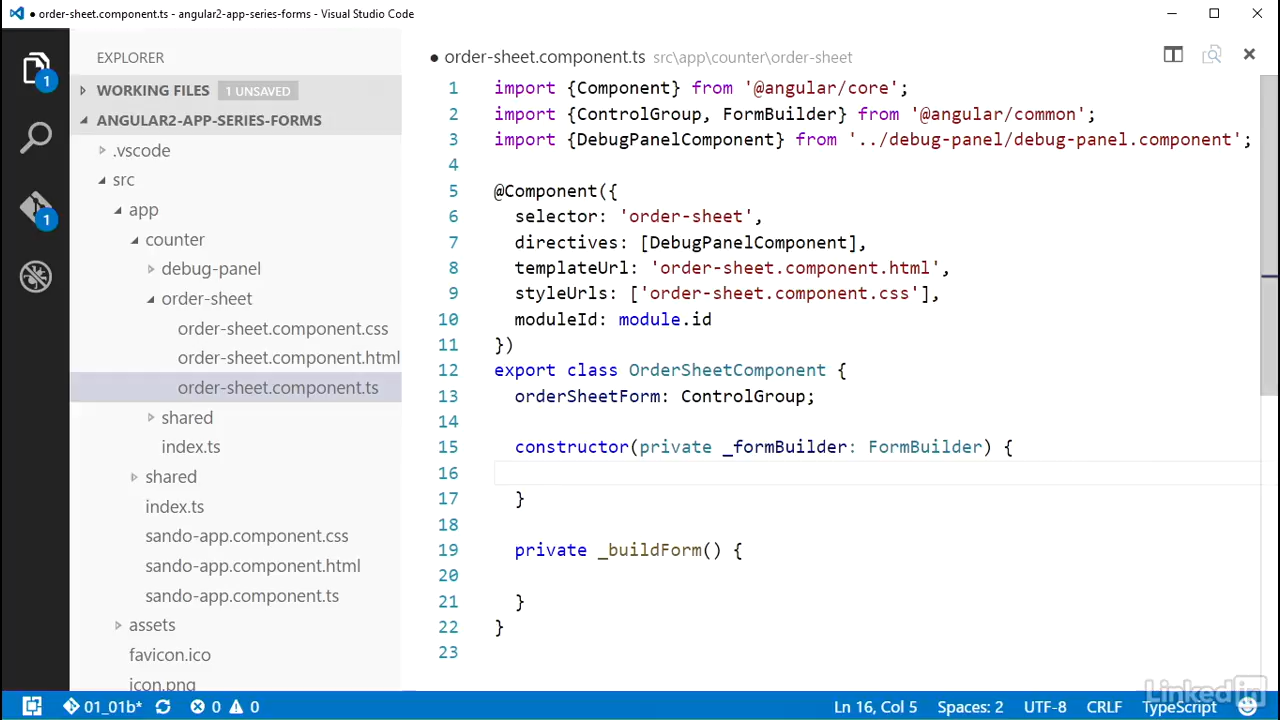 order-sheet.component.ts - angular2-app-series-forms - Visual Studio Code
EXPLORER
WORKING FILES 1 UNSAVED
ANGULAR2-APP-SERIES-FORMS
.vscode
src
app
counter
debug-panel
order-sheet
order-sheet.component.css
order-sheet.component.html
order-sheet.component.ts
shared
index.ts
shared
index.ts
sando-app.component.css
sando-app.component.html
sando-app.component.ts
assets
favicon.ico
icon.png
1
1
order-sheet.component.ts src\app\counter\order-sheet
1 import {Component} from '@angular/core';
2 import {ControlGroup, FormBuilder} from '@angular/common';
3 import {DebugPanelComponent} from '../debug-panel/debug-panel.component';
4
5 @Component({
6 selector: 'order-sheet',
7 directives: [DebugPanelComponent],
8 templateUrl: 'order-sheet.component.html',
9 styleUrls: ['order-sheet.component.css'],
10 moduleId: module.id
11 })
12 export class OrderSheetComponent {
13 orderSheetForm: ControlGroup;
14
15 constructor(private _formBuilder: FormBuilder) {
16
17 }
18
19 private _buildForm() {
20
21 }
22 }
23
01_01b* 0 0 Ln 16, Col 5 Spaces: 2 UTF-8 CRLF TypeScript
Linked in